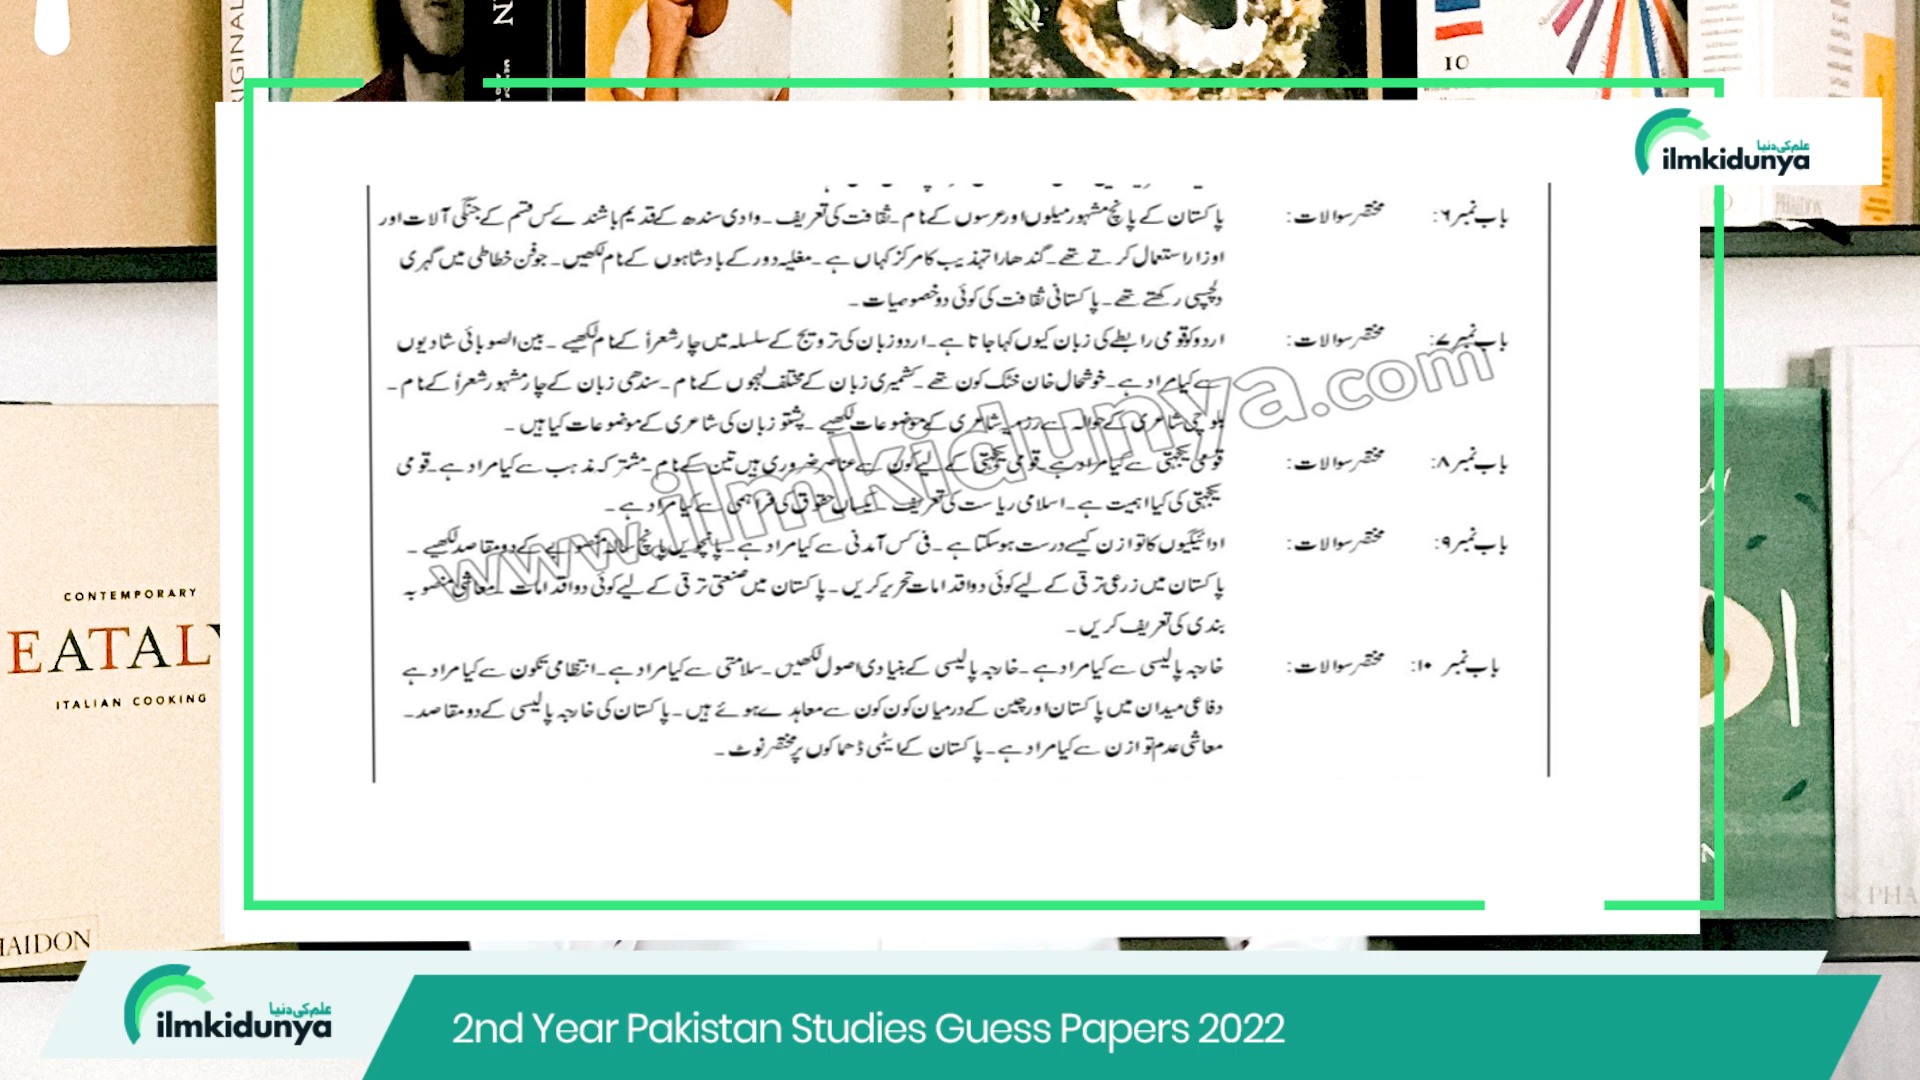 علم کی دنیا
ilmkidunya
باب نمبر ۶: مختصر سوالات: پاکستان کے پانچ مشہور میلوں اور عرسوں کے نام ۔ ثقافت کی تعریف ۔ وادی سندھ کے قدیم باشندے کس قسم کے جنگی آلات اور
اوزار استعمال کرتے تھے ۔ گندھارا تہذیب کا مرکز کہاں ہے ۔ مغلیہ دور کے بادشاہوں کے نام لکھیں ۔ جو فن خطاطی میں گہری
دلچسپی رکھتے تھے ۔ پاکستانی ثقافت کی کوئی دو خصوصیات ۔
باب نمبر ۷: مختصر سوالات: اردو کو قومی رابطے کی زبان کیوں کہا جاتا ہے ۔ اردو زبان کی ترویج کے سلسلہ میں چار شعرأ کے نام لکھیے ۔ بین الصوبائی شادیوں
سے کیا مراد ہے ۔ خوشحال خان خٹک کون تھے ۔ کشمیری زبان کے مختلف لہجوں کے نام ۔ سندھی زبان کے چار مشہور شعرأ کے نام ۔
بلوچی شاعری کے حوالہ سے رزمیہ شاعری کے موضوعات لکھیے ۔ پشتو زبان کی شاعری کے موضوعات کیا ہیں ۔
باب نمبر ۸: مختصر سوالات: قومی یکجہتی سے کیا مراد ہے ۔ قومی یکجہتی کے لیے کون سے عناصر ضروری ہیں تین کے نام ۔ مشترکہ مذہب سے کیا مراد ہے ۔ قومی
یکجہتی کی کیا اہمیت ہے ۔ اسلامی ریاست کی تعریف ۔ یکساں حقوق کی فراہمی سے کیا مراد ہے ۔
باب نمبر ۹: مختصر سوالات: ادائیگیوں کا توازن کیسے درست ہو سکتا ہے ۔ فی کس آمدنی سے کیا مراد ہے ۔ پانچویں پانچ سالہ منصوبے کے دو مقاصد لکھیے ۔
پاکستان میں زرعی ترقی کے لیے کوئی دو اقدامات تحریر کریں ۔ پاکستان میں صنعتی ترقی کے لیے کوئی دو اقدامات ۔ معاشی منصوبہ
بندی کی تعریف کریں ۔
باب نمبر ۱۰: مختصر سوالات: خارجہ پالیسی سے کیا مراد ہے ۔ خارجہ پالیسی کے بنیادی اصول لکھیں ۔ سلامتی سے کیا مراد ہے ۔ انتظامی تکون سے کیا مراد ہے
دفاعی میدان میں پاکستان اور چین کے درمیان کون کون سے معاہدے ہوئے ہیں ۔ پاکستان کی خارجہ پالیسی کے دو مقاصد ۔
معاشی عدم توازن سے کیا مراد ہے ۔ پاکستان کے ایٹمی دھماکوں پر مختصر نوٹ ۔
www.ilmkidunya.com
CONTEMPORARY
EATALY
ITALIAN COOKING
PHAIDON
علم کی دنیا
ilmkidunya
2nd Year Pakistan Studies Guess Papers 2022